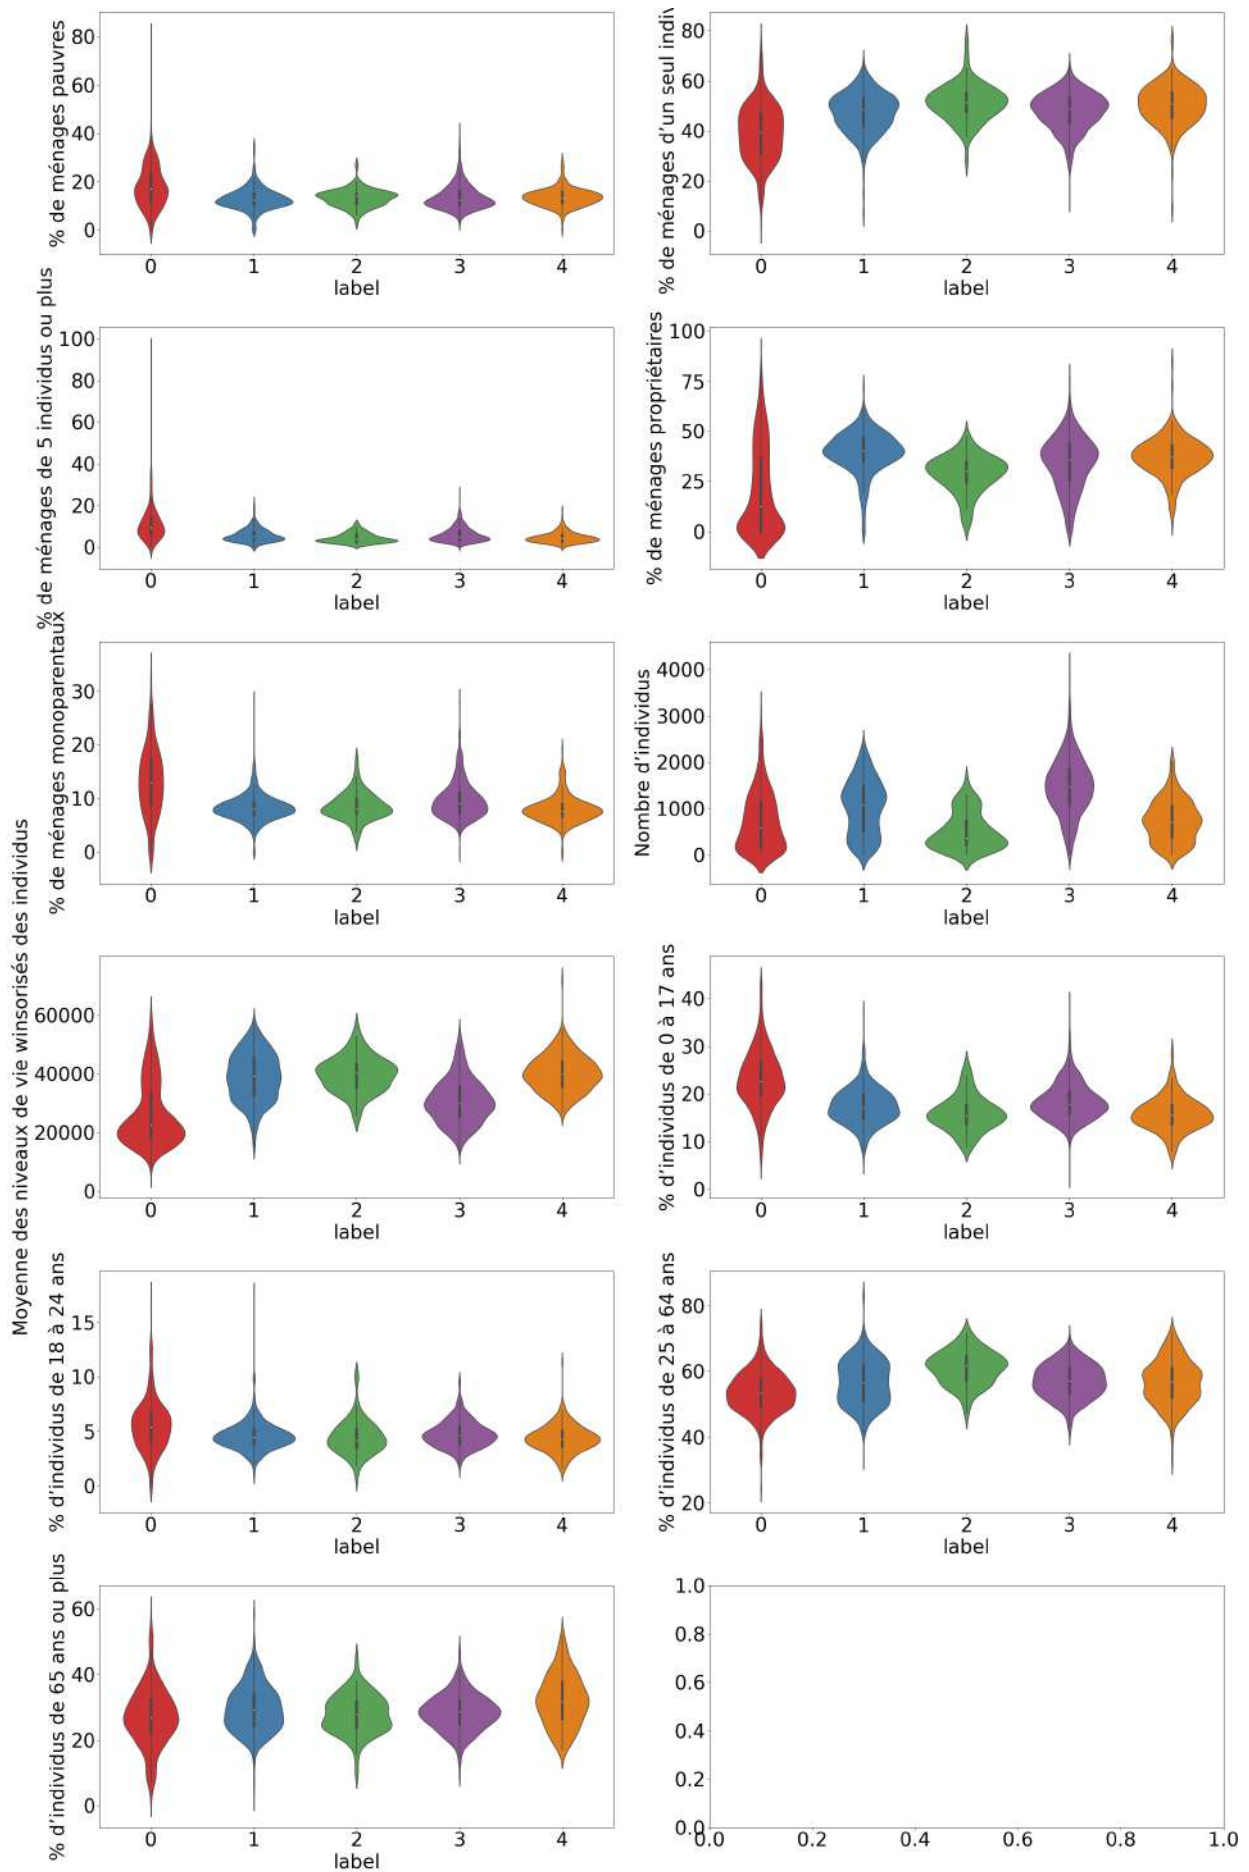 % de ménages pauvres
80
60
40
20
0
0 1 2 3 4
label
% de ménages d'un seul indiv
80
60
40
20
0
0 1 2 3 4
label
% de ménages de 5 individus ou plus
100
80
60
40
20
0
0 1 2 3 4
label
% de ménages propriétaires
100
75
50
25
0
0 1 2 3 4
label
% de ménages monoparentaux
30
20
10
0
0 1 2 3 4
label
Nombre d'individus
4000
3000
2000
1000
0
0 1 2 3 4
label
Moyenne des niveaux de vie winsorisés des individus
60000
40000
20000
0
0 1 2 3 4
label
% d'individus de 0 à 17 ans
40
30
20
10
0
0 1 2 3 4
label
% d'individus de 18 à 24 ans
15
10
5
0
0 1 2 3 4
label
% d'individus de 25 à 64 ans
80
60
40
20
0 1 2 3 4
label
% d'individus de 65 ans ou plus
60
40
20
0
0 1 2 3 4
label
1.0
0.8
0.6
0.4
0.2
0.0
0.0 0.2 0.4 0.6 0.8 1.0